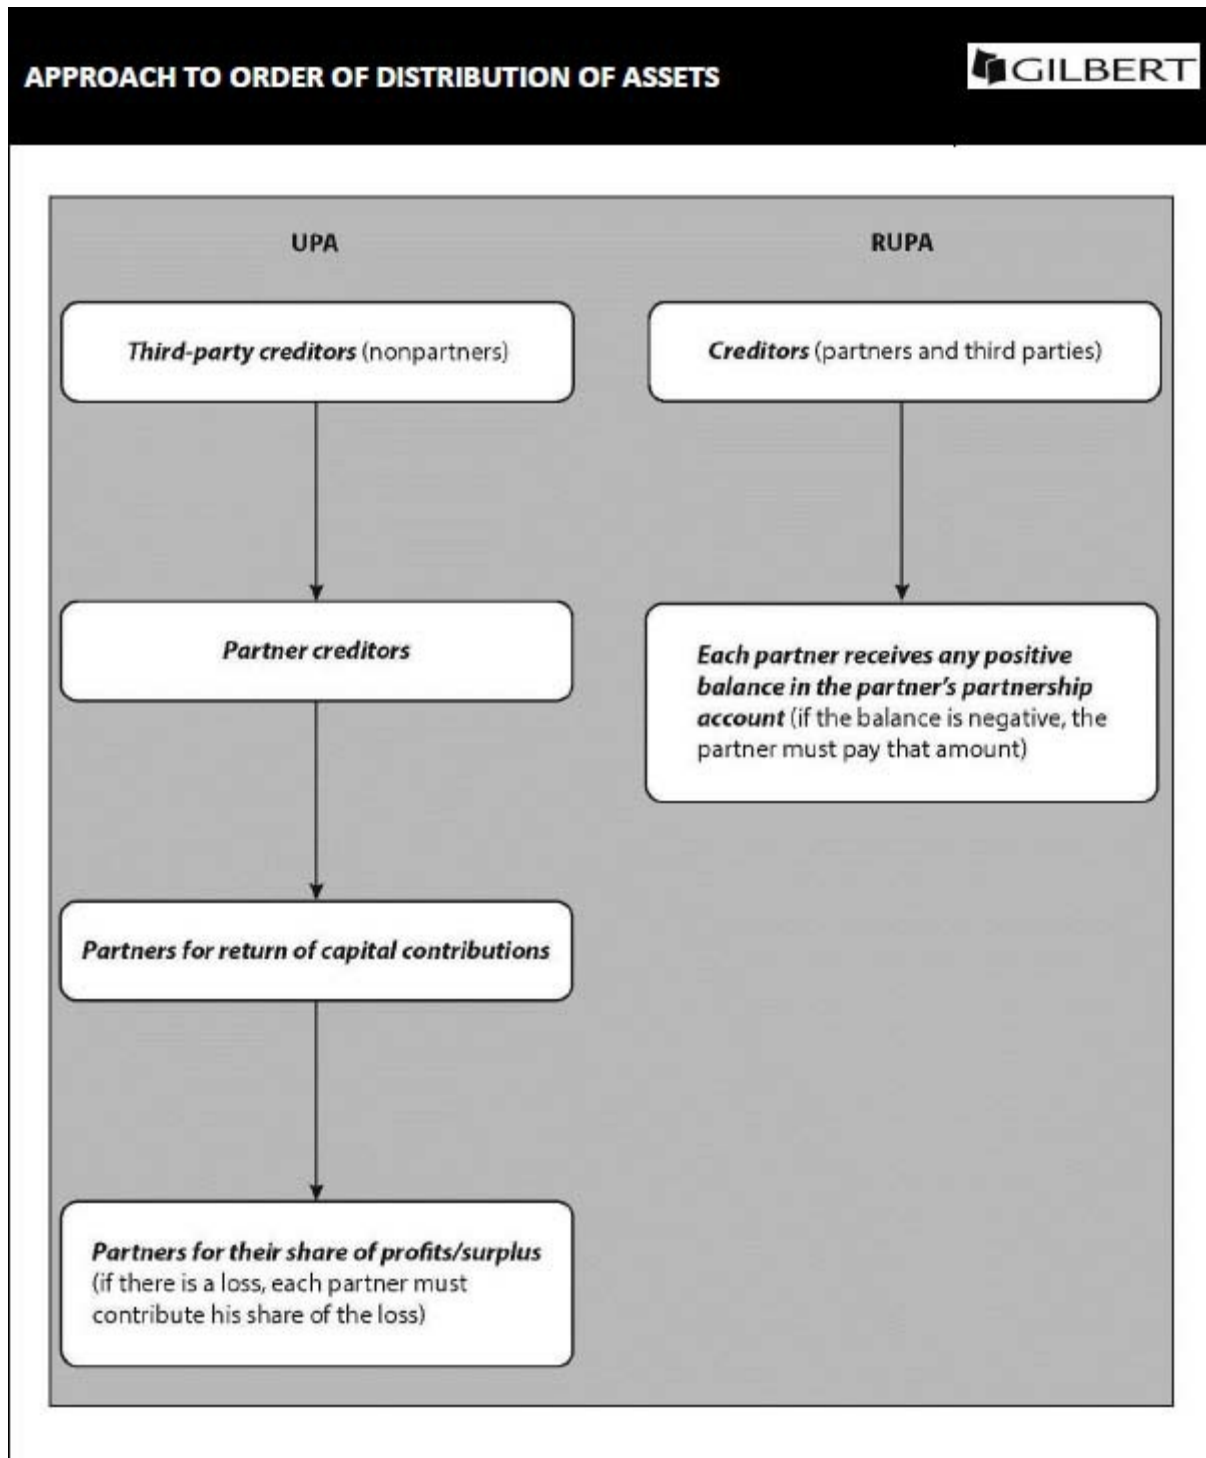 APPROACH TO ORDER OF DISTRIBUTION OF ASSETS
GILBERT
UPA
Third-party creditors (nonpartners)
Partner creditors
Partners for return of capital contributions
Partners for their share of profits/surplus
(if there is a loss, each partner must
contribute his share of the loss)
RUPA
Creditors (partners and third parties)
Each partner receives any positive
balance in the partner's partnership
account (if the balance is negative, the
partner must pay that amount)